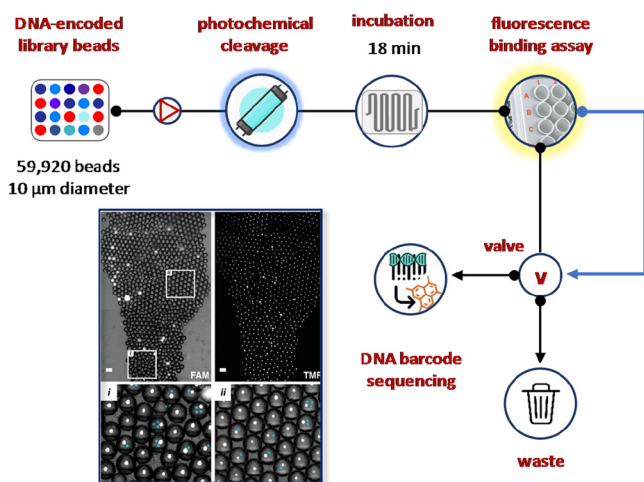 DNA-encoded
library beads
photochemical
cleavage
incubation
18 min
fluorescence
binding assay
A
B
C
59,920 beads
10 µm diameter
valve
V
FAM
TMR
i
ii
DNA barcode
sequencing
waste